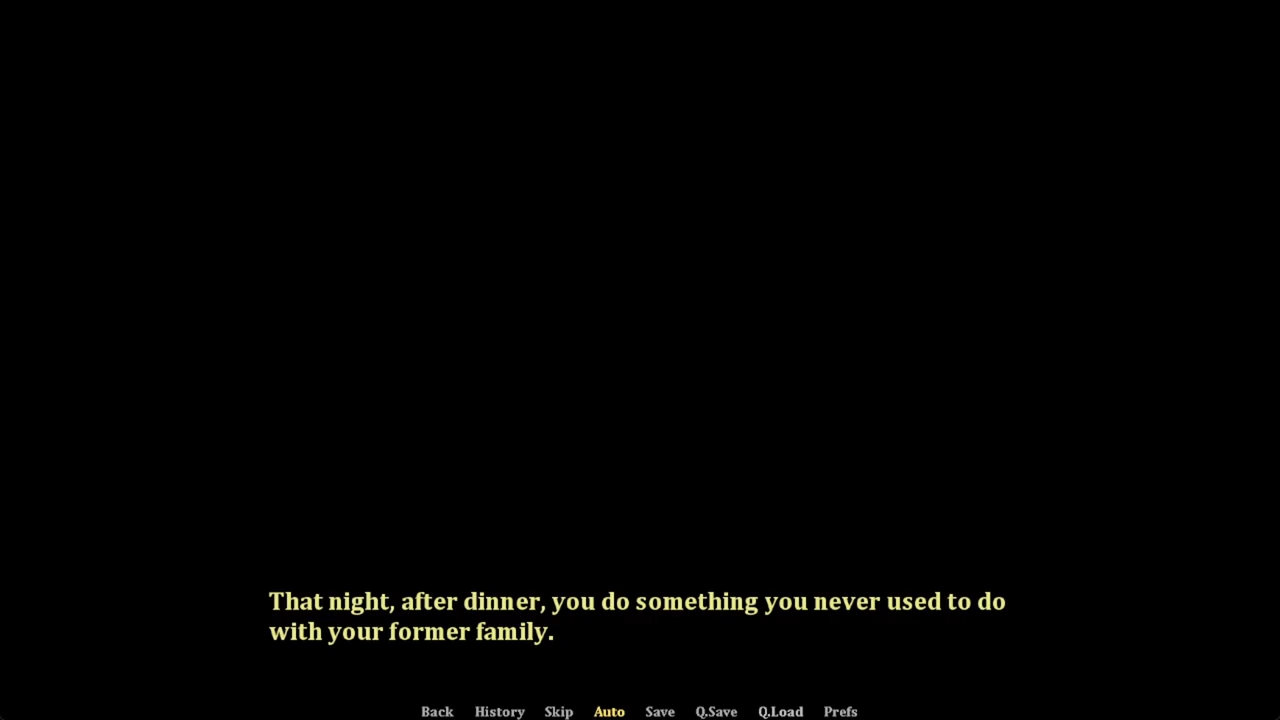 That night, after dinner, you do something you never used to do
with your former family.
Back History Skip Auto Save Q.Save Q.Load Prefs